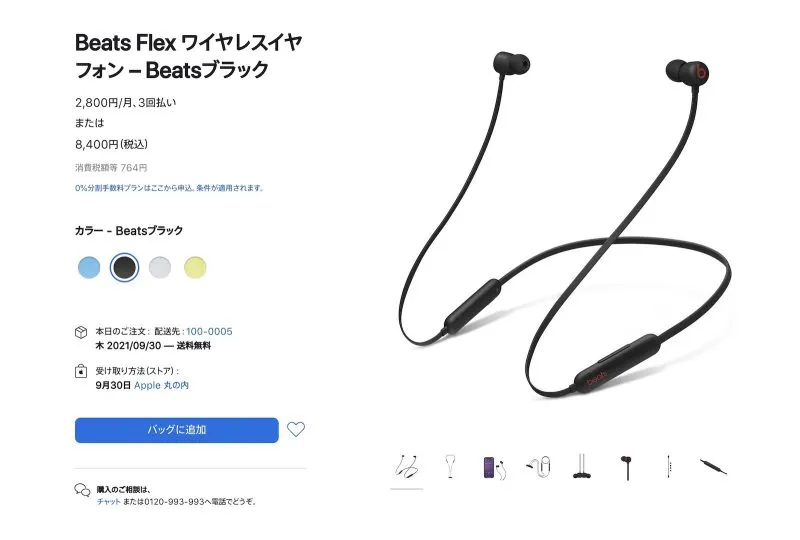 Beats Flex ワイヤレスイヤ
フォン – Beatsブラック
2,800円/月、3回払い
または
8,400円(税込)
消費税額等 764円
0%分割手数料プランはここから申込。条件が適用されます。
カラー - Beatsブラック
本日のご注文: 配送先: 100-0005
木 2021/09/30 — 送料無料
受け取り方法(ストア):
9月30日 Apple 丸の内
バッグに追加
購入のご相談は、
チャット または0120-993-993へ電話でどうぞ。
beats